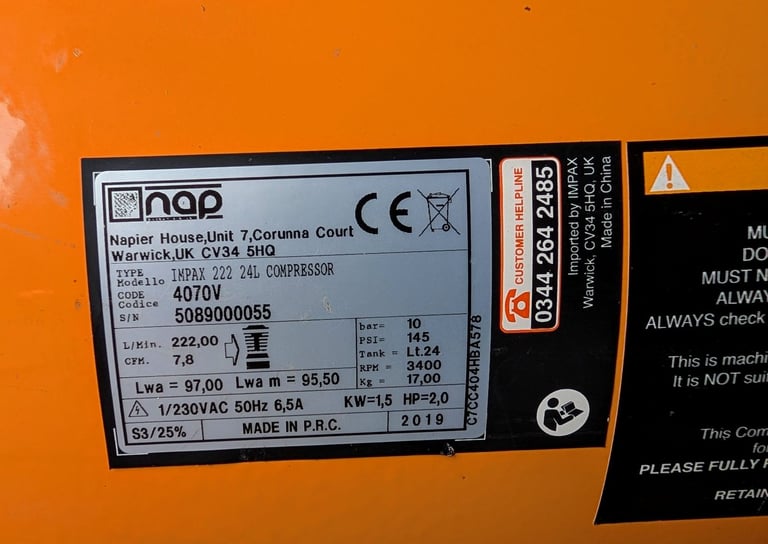 nap
Napier House,Unit 7,Corunna Court
Warwick,UK CV34 5HQ
TYPE
Modello
IMPAX 222 24L COMPRESSOR
CODE
Codice
4070V
S/N
5089000055
L/Min. 222,00
CFM. 7,8
bar= 10
PSI= 145
Tank = Lt.24
RPM = 3400
Kg = 17,00
Lwa = 97,00 Lwa m = 95,50
1/230VAC 50Hz 6,5A KW=1,5 HP=2,0
S3/25% MADE IN P.R.C. 2019
C7CC404HBA578
CUSTOMER HELPLINE
0344 264 2485
Imported by IMPAX
Warwick, CV34 5HQ, UK
Made in China
MU
DO
MUST N
ALWAY
ALWAYS check
This is machi
It is NOT sui
This Com
fo
PLEASE FULLY
RETAIN